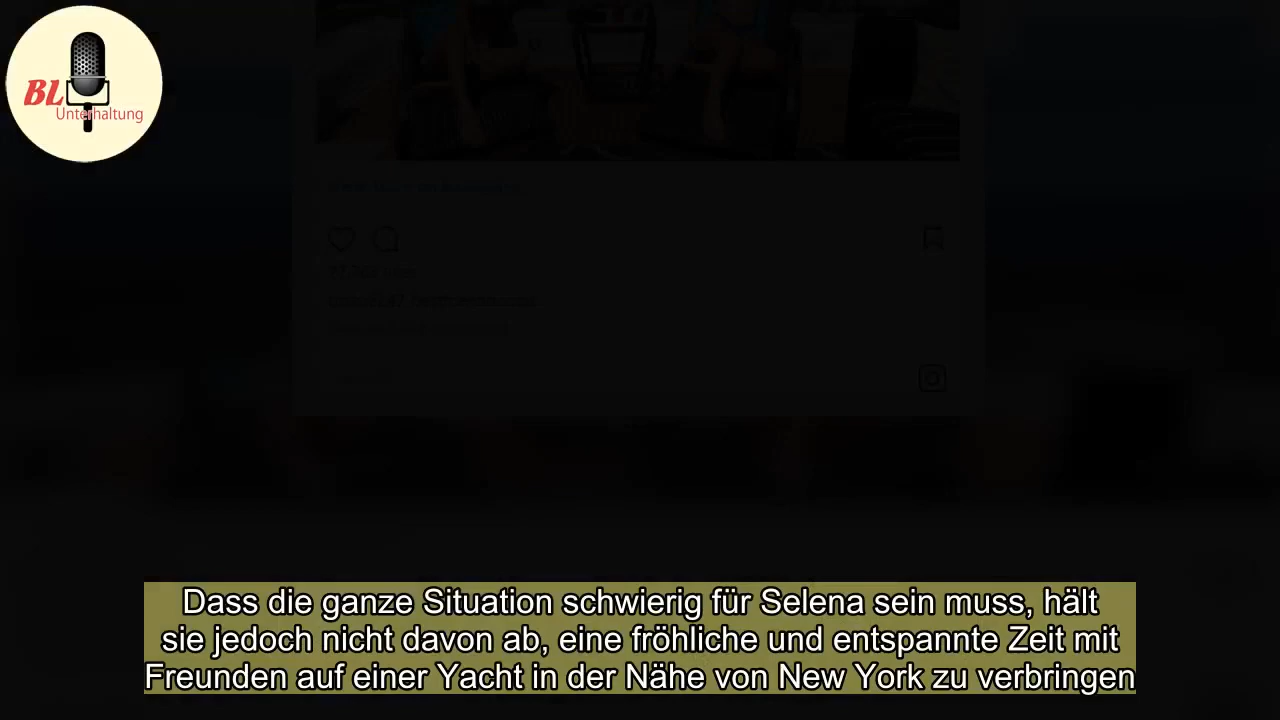 BL
Unterhaltung
Dass die ganze Situation schwierig für Selena sein muss, hält
sie jedoch nicht davon ab, eine fröhliche und entspannte Zeit mit
Freunden auf einer Yacht in der Nähe von New York zu verbringen